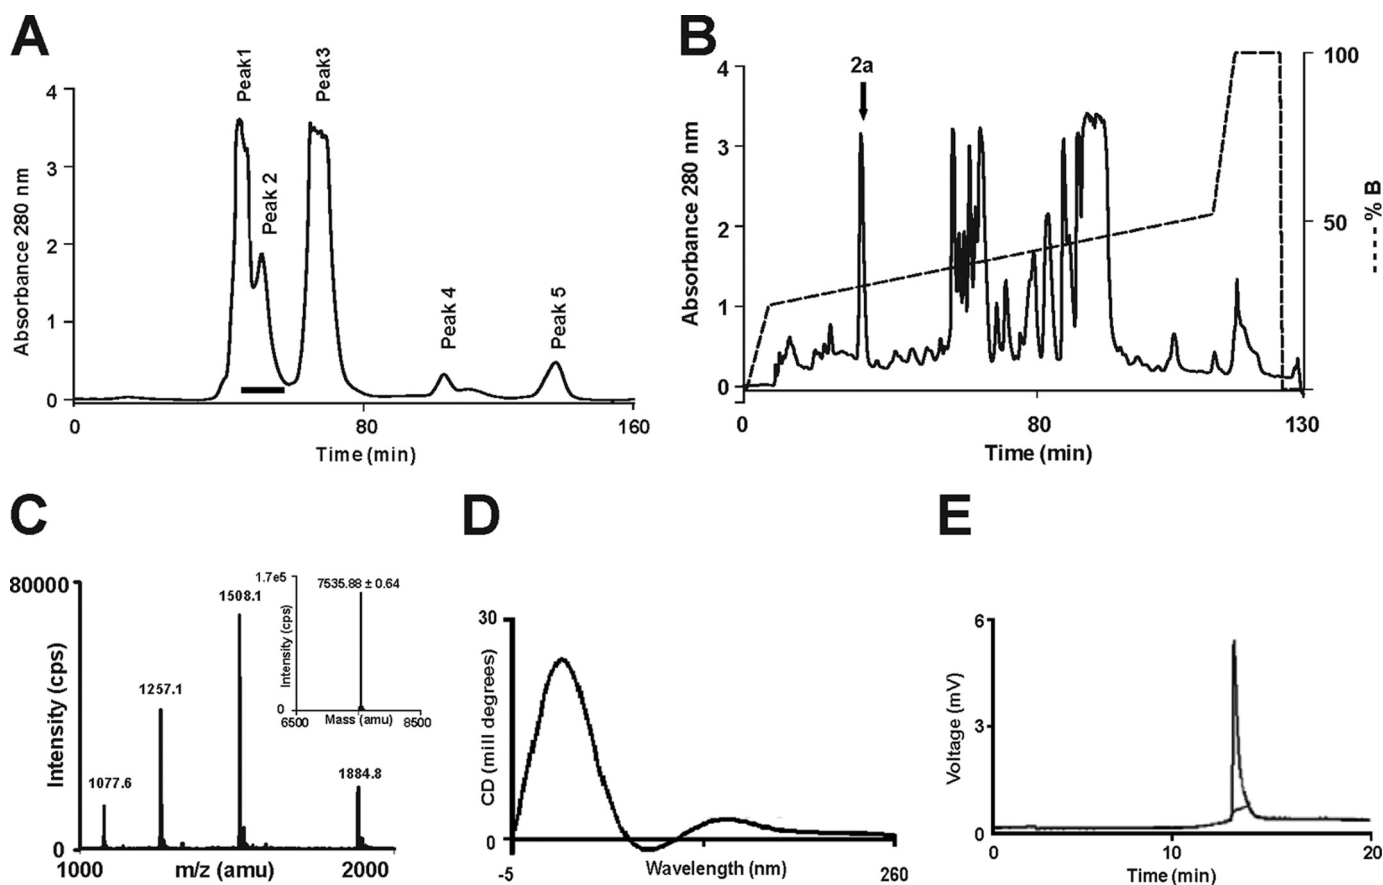 A
Peak1
Peak 2
Peak3
Peak 4
Peak 5
4
3
2
1
0
Absorbance 280 nm
0
80
160
Time (min)
B
2a
4
3
2
1
0
Absorbance 280 nm
100
50
---- % B
0
80
130
Time (min)
C
80000
0
Intensity (cps)
1077.6
1257.1
1508.1
1884.8
1000
m/z (amu)
2000
1.7e5
7535.88 ± 0.64
Intensity (cps)
0
6500
Mass (amu)
8500
D
30
0
CD (mill degrees)
-5
Wavelength (nm)
260
E
6
3
0
Voltage (mV)
0
10
20
Time (min)